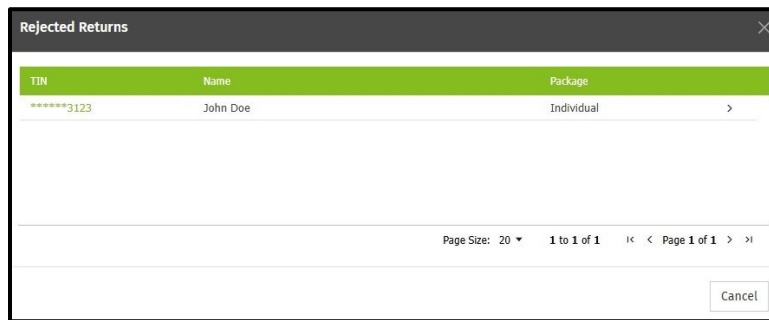 Rejected Returns
TIN Name Package
******3123 John Doe Individual >
Page Size: 20 1 to 1 of 1 Page 1 of 1
Cancel